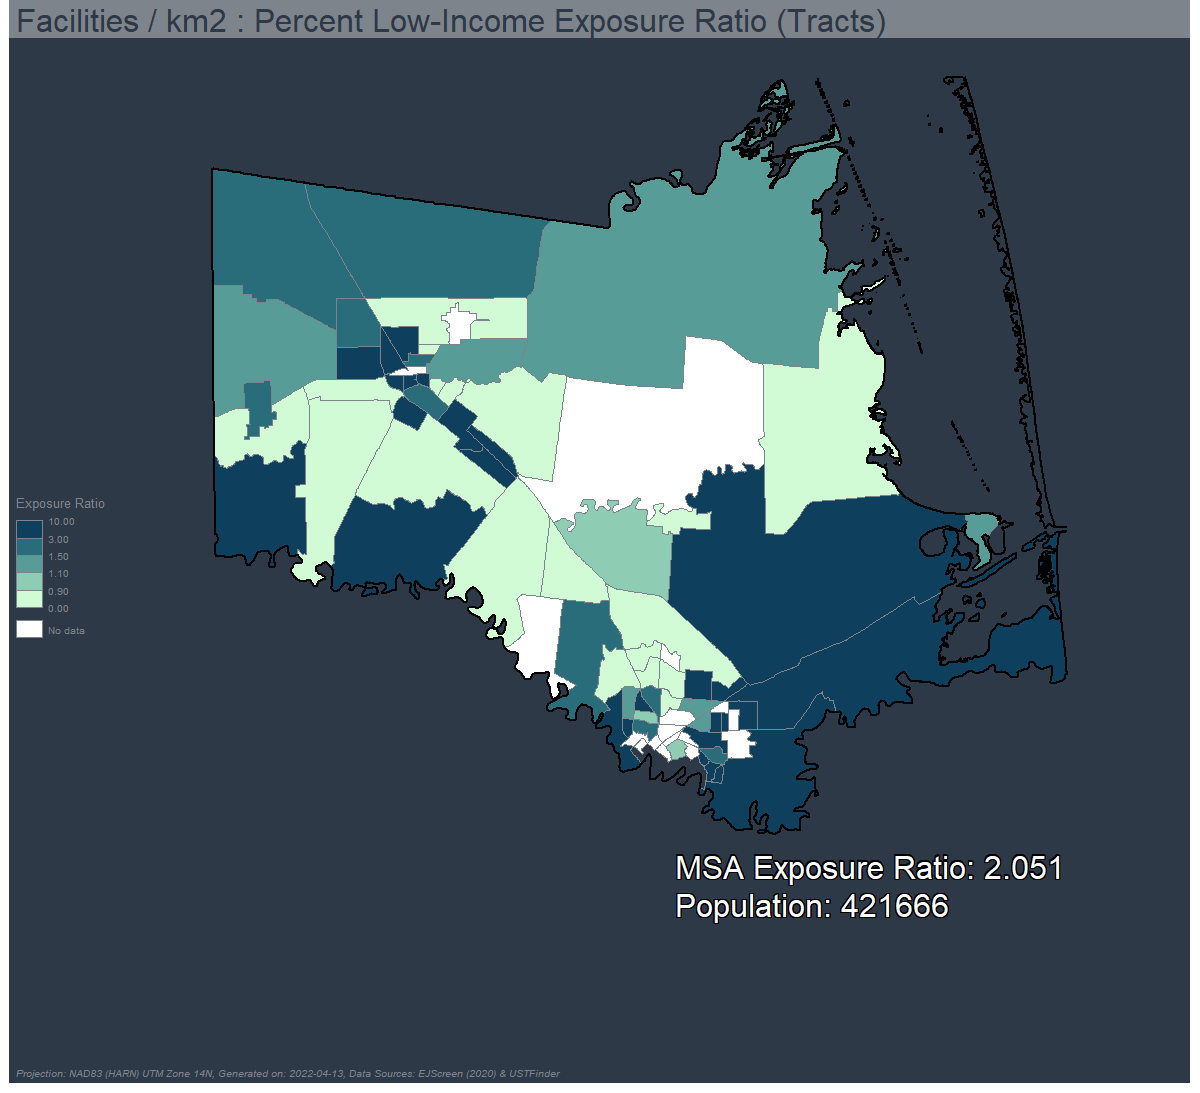 Facilities / km2 : Percent Low-Income Exposure Ratio (Tracts)
Exposure Ratio
10.00
3.00
1.50
1.10
0.90
0.00
No data
MSA Exposure Ratio: 2.051
Population: 421666
Projection: NAD83 (HARN) UTM Zone 14N, Generated on: 2022-04-13, Data Sources: EJScreen (2020) & USTFinder